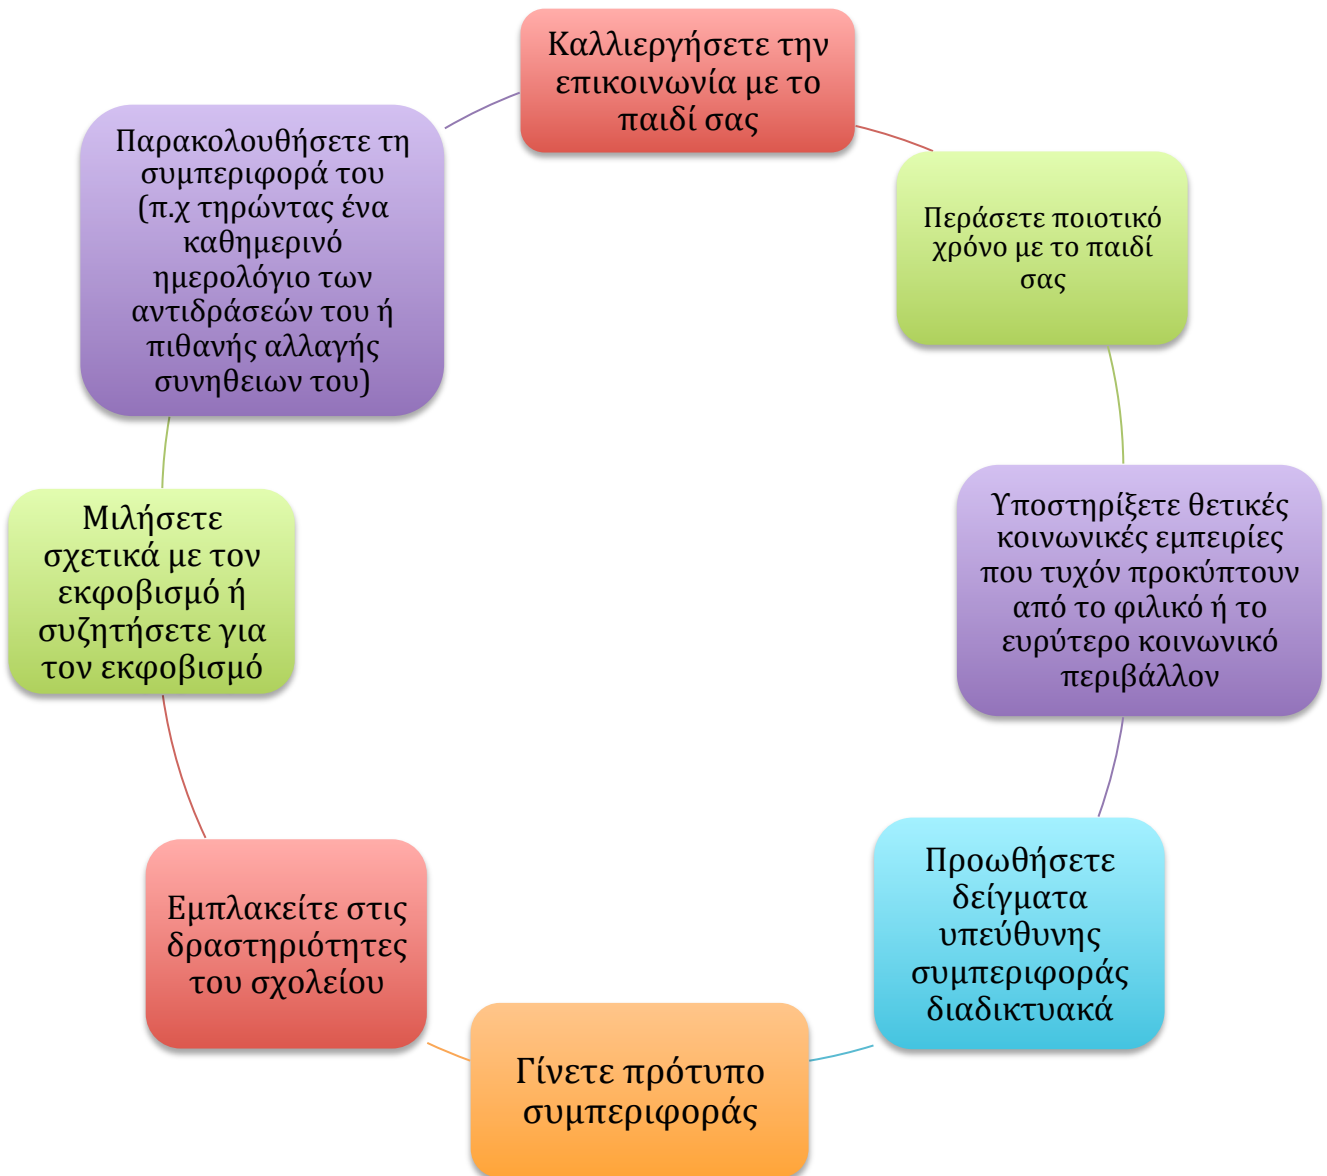 Καλλιεργήσετε την
επικοινωνία με το
παιδί σας
Περάσετε ποιοτικό
χρόνο με το παιδί
σας
Υποστηρίξετε θετικές
κοινωνικές εμπειρίες
που τυχόν προκύπτουν
από το φιλικό ή το
ευρύτερο κοινωνικό
περιβάλλον
Προωθήσετε
δείγματα
υπεύθυνης
συμπεριφοράς
διαδικτυακά
Γίνετε πρότυπο
συμπεριφοράς
Εμπλακείτε στις
δραστηριότητες
του σχολείου
Μιλήσετε
σχετικά με τον
εκφοβισμό ή
συζητήσετε για
τον εκφοβισμό
Παρακολουθήσετε τη
συμπεριφορά του
(π.χ τηρώντας ένα
καθημερινό
ημερολόγιο των
αντιδράσεών του ή
πιθανής αλλαγής
συνηθειων του)